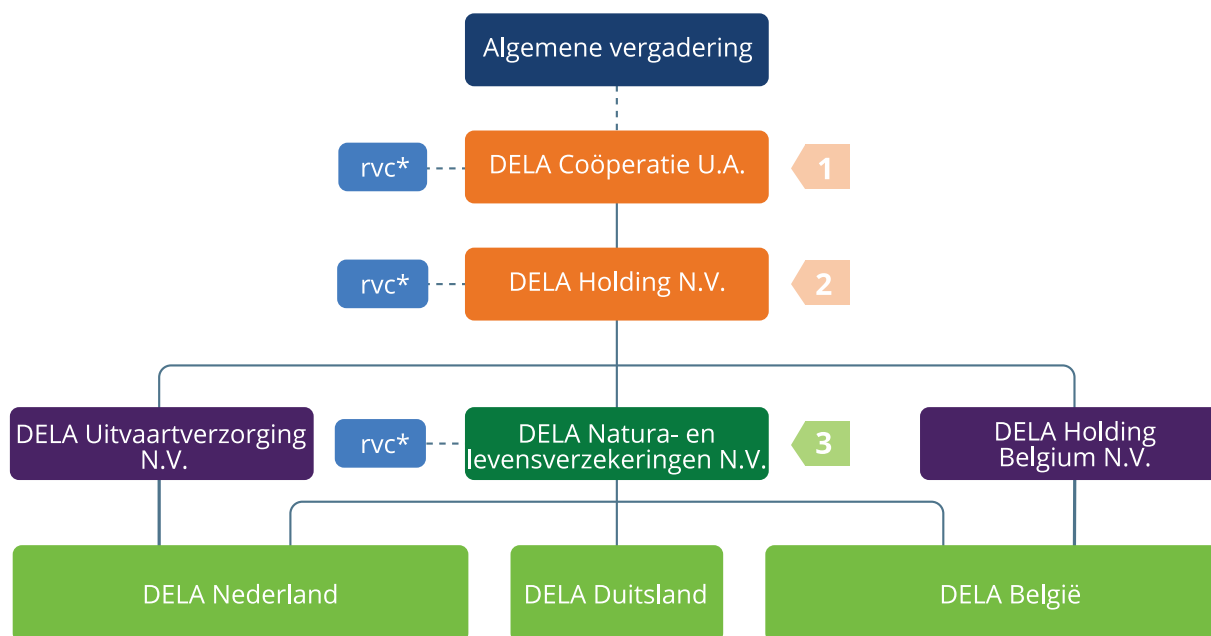 Algemene vergadering
rvc*
DELA Coöperatie U.A.
1
rvc*
DELA Holding N.V.
2
DELA Uitvaartverzorging
N.V.
rvc*
DELA Natura- en
levensverzekeringen N.V.
3
DELA Holding
Belgium N.V.
DELA Nederland
DELA Duitsland
DELA België